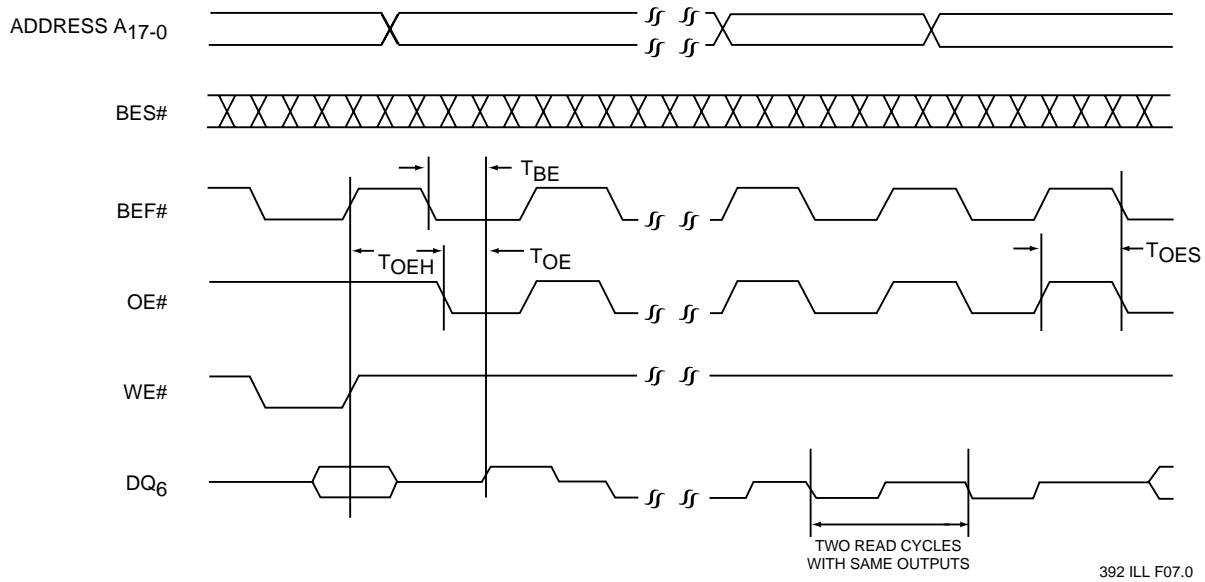 ADDRESS A17-0
BES#
TBE
BEF#
TOEH
TOE
TOES
OE#
WE#
DQ6
TWO READ CYCLES
WITH SAME OUTPUTS
392 ILL F07.0